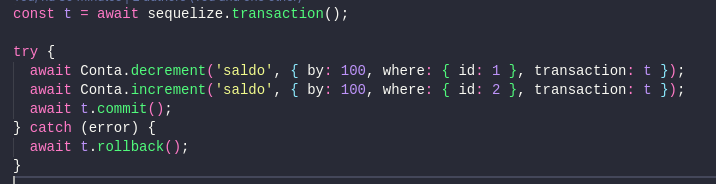 const t = await sequelize.transaction();
try {
await Conta.decrement('saldo', { by: 100, where: { id: 1 }, transaction: t });
await Conta.increment('saldo', { by: 100, where: { id: 2 }, transaction: t });
await t.commit();
} catch (error) {
await t.rollback();
}